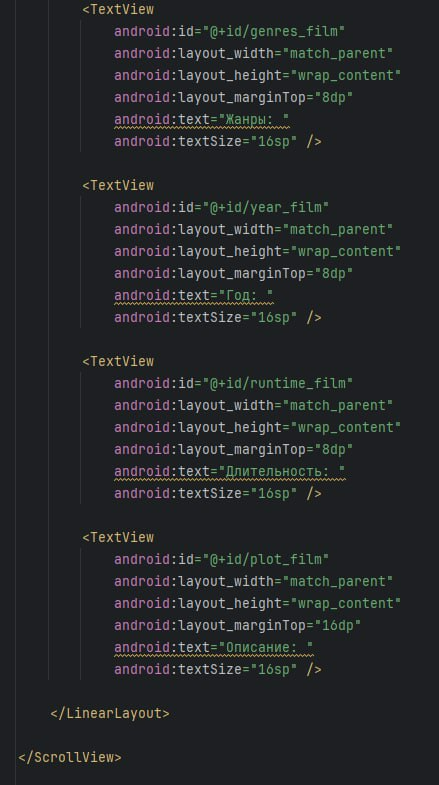 <TextView
android:id="@+id/genres_film"
android:layout_width="match_parent"
android:layout_height="wrap_content"
android:layout_marginTop="8dp"
android:text="Жанры: "
android:textSize="16sp" />
<TextView
android:id="@+id/year_film"
android:layout_width="match_parent"
android:layout_height="wrap_content"
android:layout_marginTop="8dp"
android:text="Год: "
android:textSize="16sp" />
<TextView
android:id="@+id/runtime_film"
android:layout_width="match_parent"
android:layout_height="wrap_content"
android:layout_marginTop="8dp"
android:text="Длительность: "
android:textSize="16sp" />
<TextView
android:id="@+id/plot_film"
android:layout_width="match_parent"
android:layout_height="wrap_content"
android:layout_marginTop="16dp"
android:text="Описание: "
android:textSize="16sp" />
</LinearLayout>
</ScrollView>